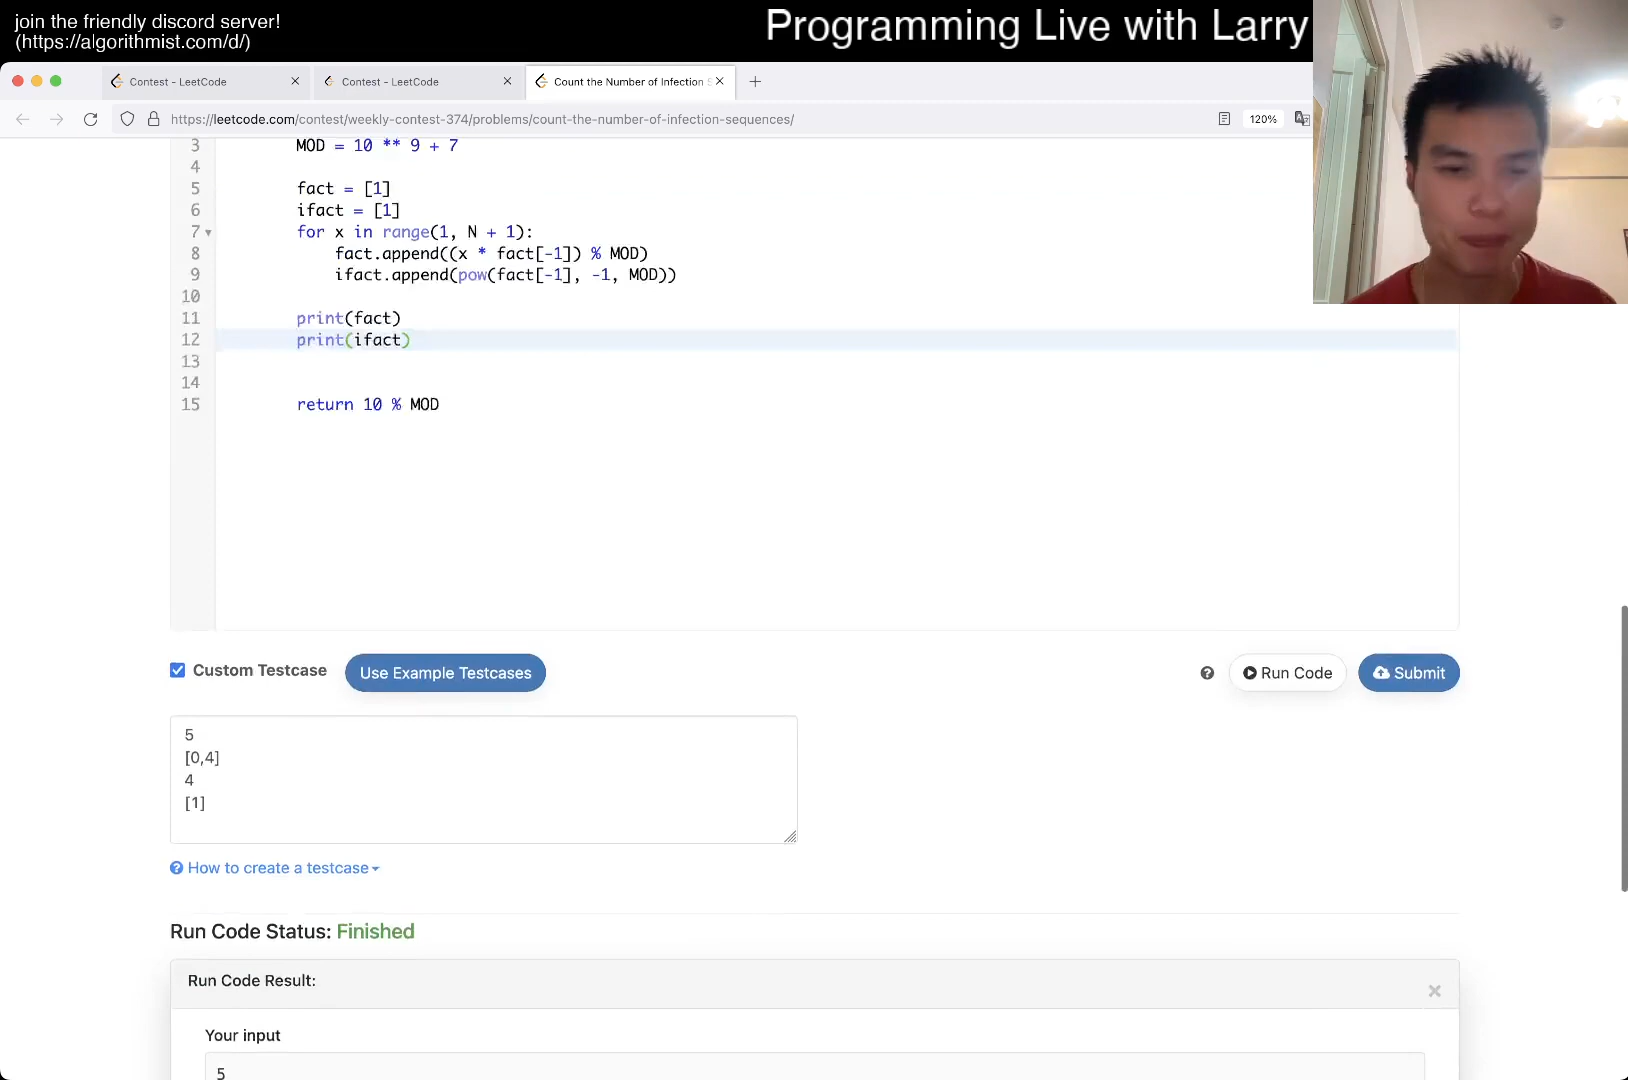 join the friendly discord server!
(https://algorithmist.com/d/)
Programming Live with Larry
Contest - LeetCode
Contest - LeetCode
Count the Number of Infection S
https://leetcode.com/contest/weekly-contest-374/problems/count-the-number-of-infection-sequences/
120%
3 MOD = 10 ** 9 + 7
4
5 fact = [1]
6 ifact = [1]
7 for x in range(1, N + 1):
8 fact.append((x * fact[-1]) % MOD)
9 ifact.append(pow(fact[-1], -1, MOD))
10
11 print(fact)
12 print(ifact)
13
14
15 return 10 % MOD
Custom Testcase
Use Example Testcases
Run Code
Submit
5
[0,4]
4
[1]
How to create a testcase
Run Code Status: Finished
Run Code Result:
Your input
5